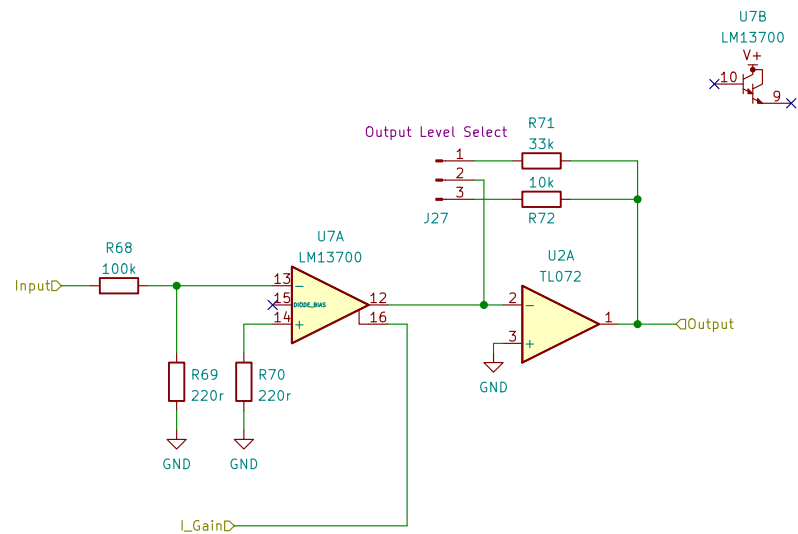 U7B
LM13700
V+
10
9
Output Level Select
R71
33k
1
2
10k
3
J27
R72
U7A
LM13700
U2A
TL072
R68
100k
Input
13
-
15
DIODE_BIAS
12
14
+
16
2
-
1
Output
3
+
GND
R69
220r
R70
220r
GND
GND
I_Gain